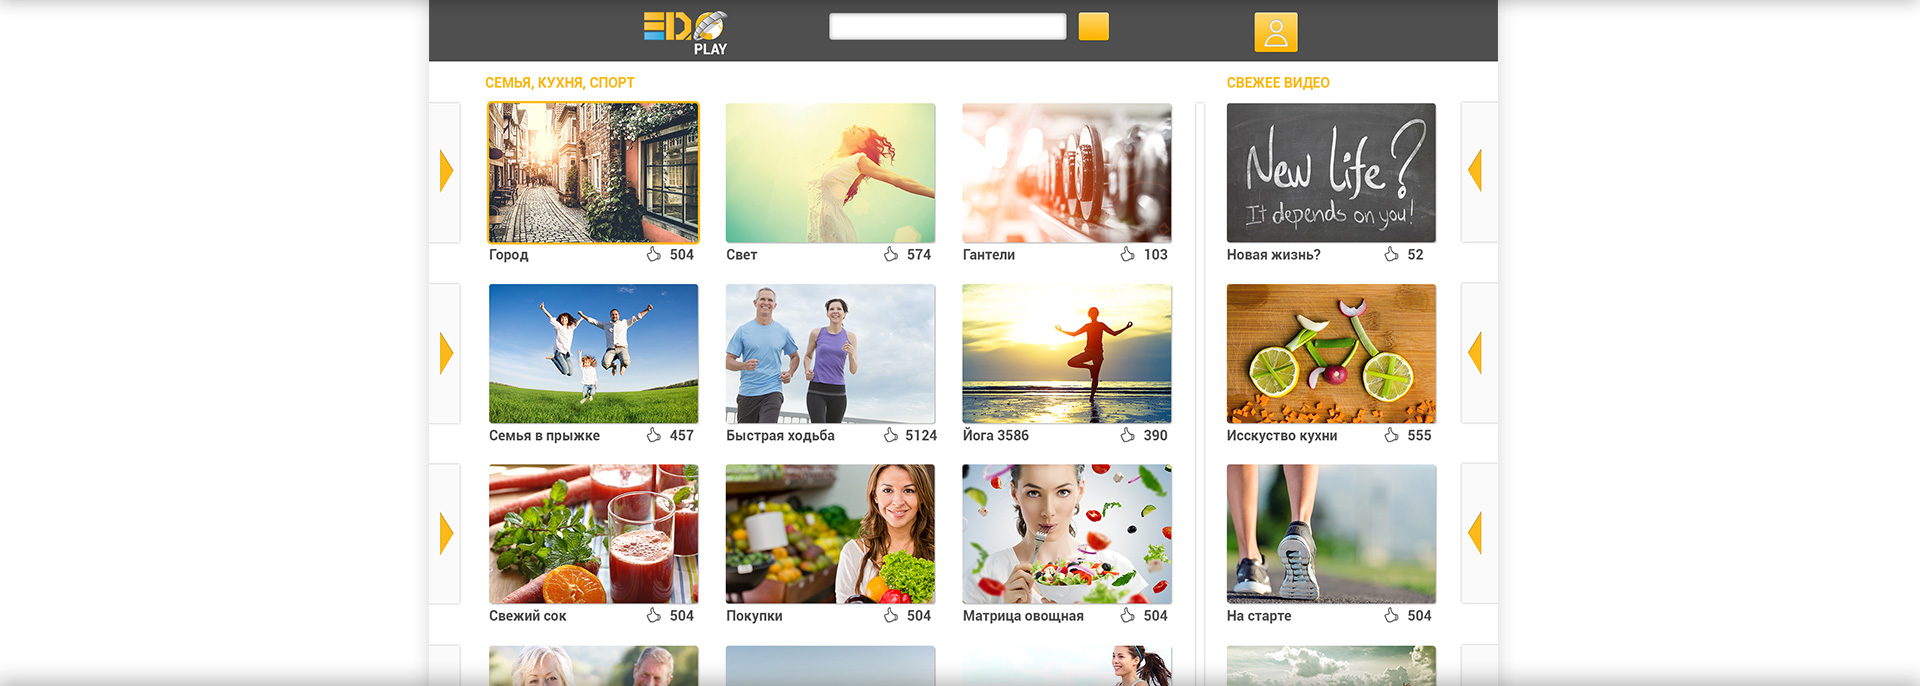 EDO
PLAY
СЕМЬЯ, КУХНЯ, СПОРТ
СВЕЖЕЕ ВИДЕО
New life?
It depends on you!
Город 504
Свет 574
Гантели 103
Новая жизнь? 52
Семья в прыжке 457
Быстрая ходьба 5124
Йога 3586 390
Исскуство кухни 555
Свежий сок 504
Покупки 504
Матрица овощная 504
На старте 504